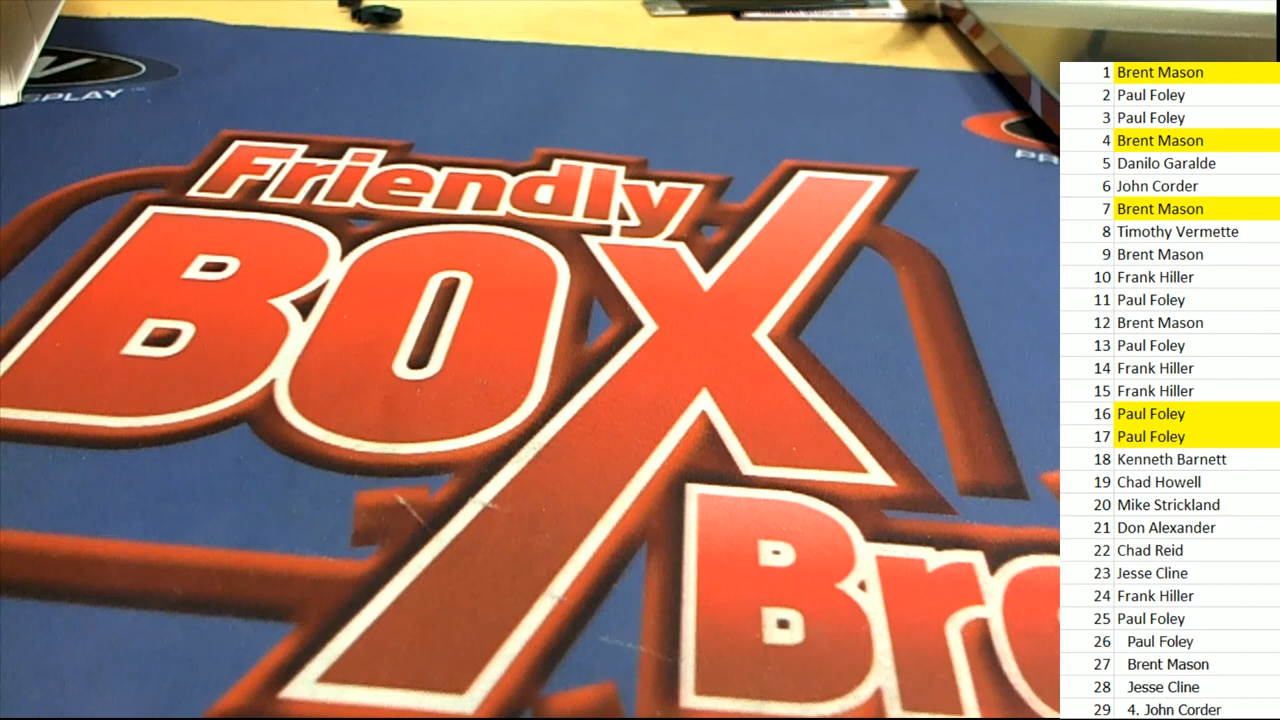 SPLAY
PR
Friendly
BOX
Bre
1 Brent Mason
2 Paul Foley
3 Paul Foley
4 Brent Mason
5 Danilo Garalde
6 John Corder
7 Brent Mason
8 Timothy Vermette
9 Brent Mason
10 Frank Hiller
11 Paul Foley
12 Brent Mason
13 Paul Foley
14 Frank Hiller
15 Frank Hiller
16 Paul Foley
17 Paul Foley
18 Kenneth Barnett
19 Chad Howell
20 Mike Strickland
21 Don Alexander
22 Chad Reid
23 Jesse Cline
24 Frank Hiller
25 Paul Foley
26 Paul Foley
27 Brent Mason
28 Jesse Cline
29 4. John Corder